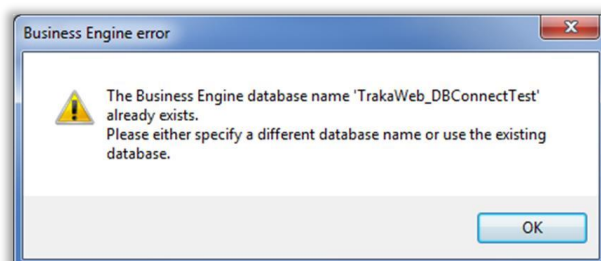 Business Engine error
The Business Engine database name 'TrakaWeb_DBConnectTest'
already exists.
Please either specify a different database name or use the existing
database.
OK